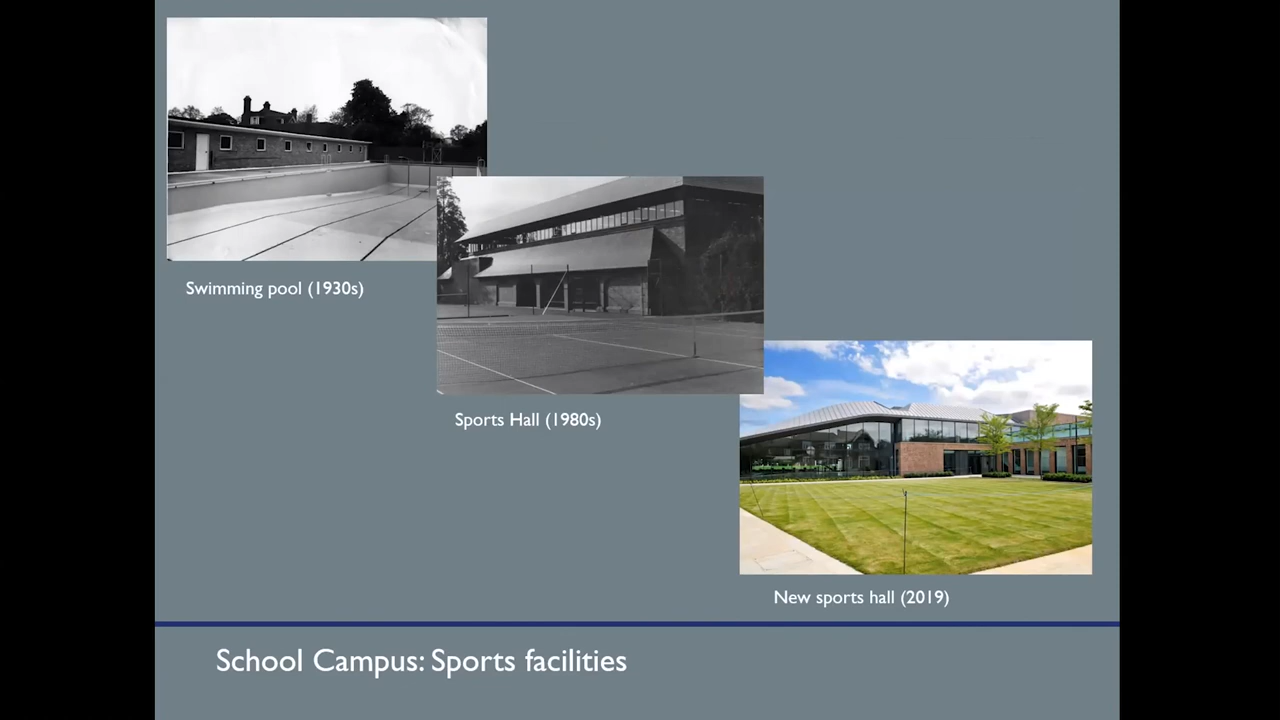 Swimming pool (1930s)
Sports Hall (1980s)
New sports hall (2019)
School Campus: Sports facilities